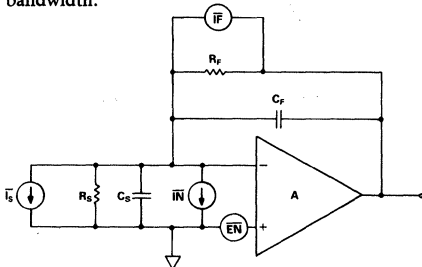 bandwidth.
IF
RF
CF
IS
RS
CS
IN
EN
−
+
A